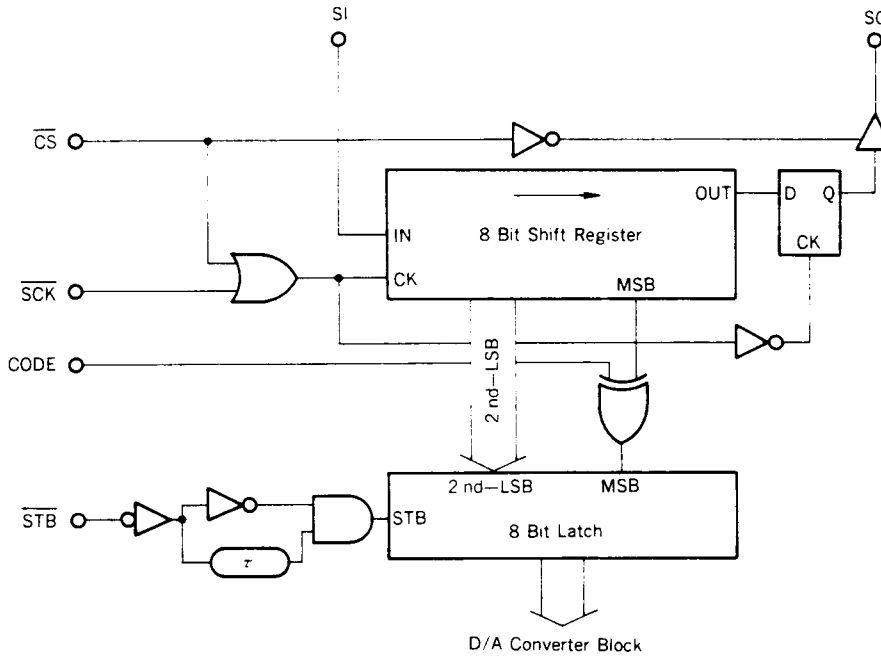 SI
CS
OUT
D
Q
CK
IN
8 Bit Shift Register
CK
MSB
SCK
CODE
2 nd–LSB
2 nd–LSB
MSB
STB
STB
8 Bit Latch
τ
D/A Converter Block